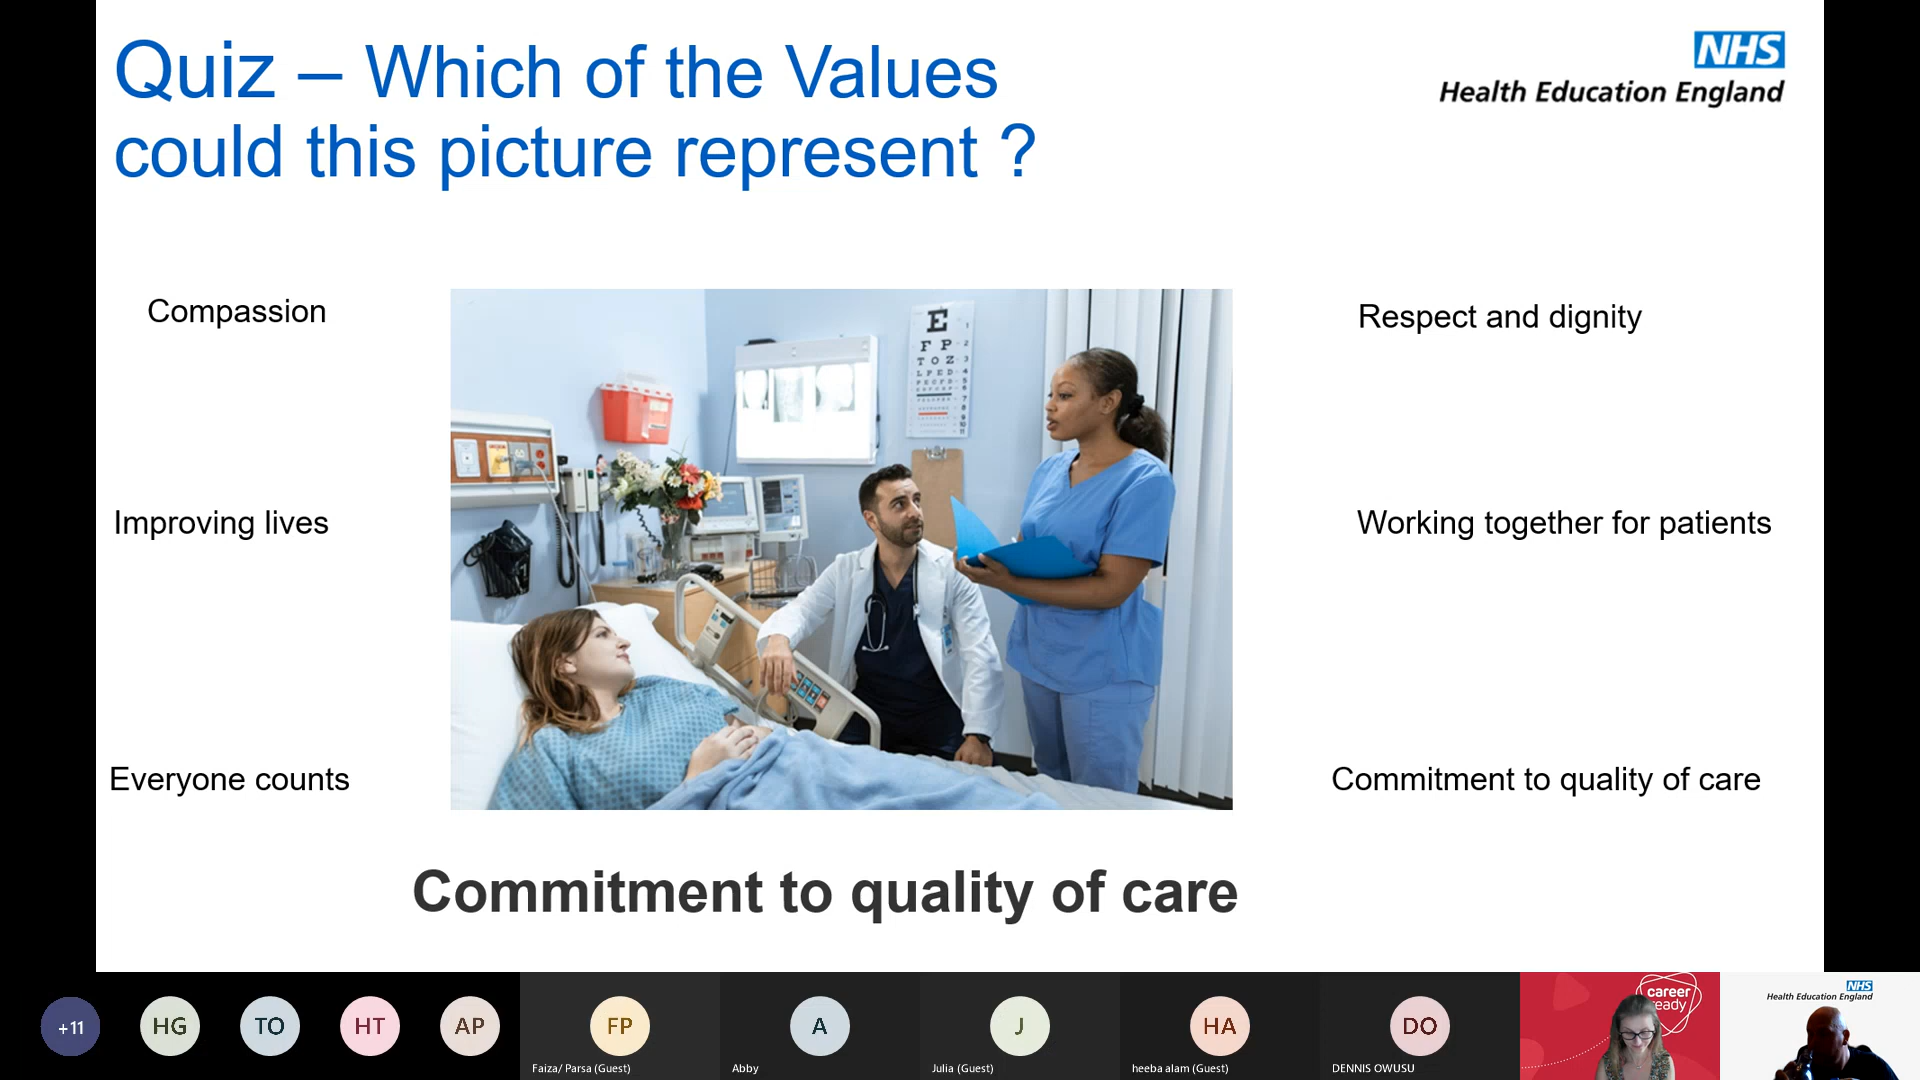 Quiz – Which of the Values
could this picture represent ?
NHS
Health Education England
Compassion
Respect and dignity
Improving lives
Working together for patients
Everyone counts
Commitment to quality of care
E
F P
T O Z
L P E D
P E C F D
Commitment to quality of care
+11
HG
TO
HT
AP
FP
Faiza/ Parsa (Guest)
A
Abby
J
Julia (Guest)
HA
heeba alam (Guest)
DO
DENNIS OWUSU
career
ready
NHS
Health Education England